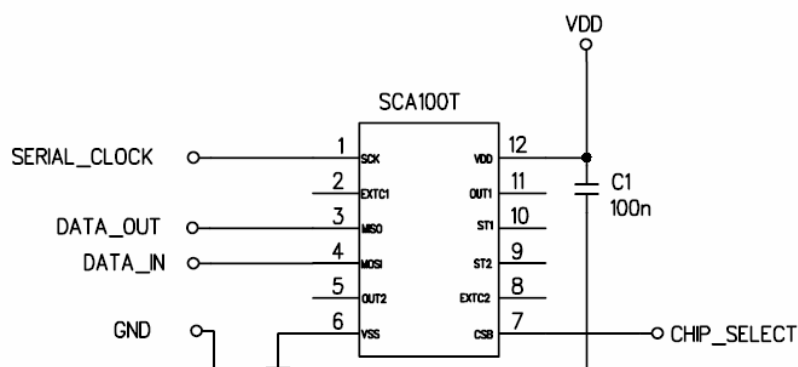 VDD
SCA100T
SERIAL_CLOCK 1 SCK VDD 12
2 EXTC1 OUT1 11 C1
100n
DATA_OUT 3 MISO ST1 10
DATA_IN 4 MOSI ST2 9
5 OUT2 EXTC2 8
GND 6 VSS CSB 7 CHIP_SELECT